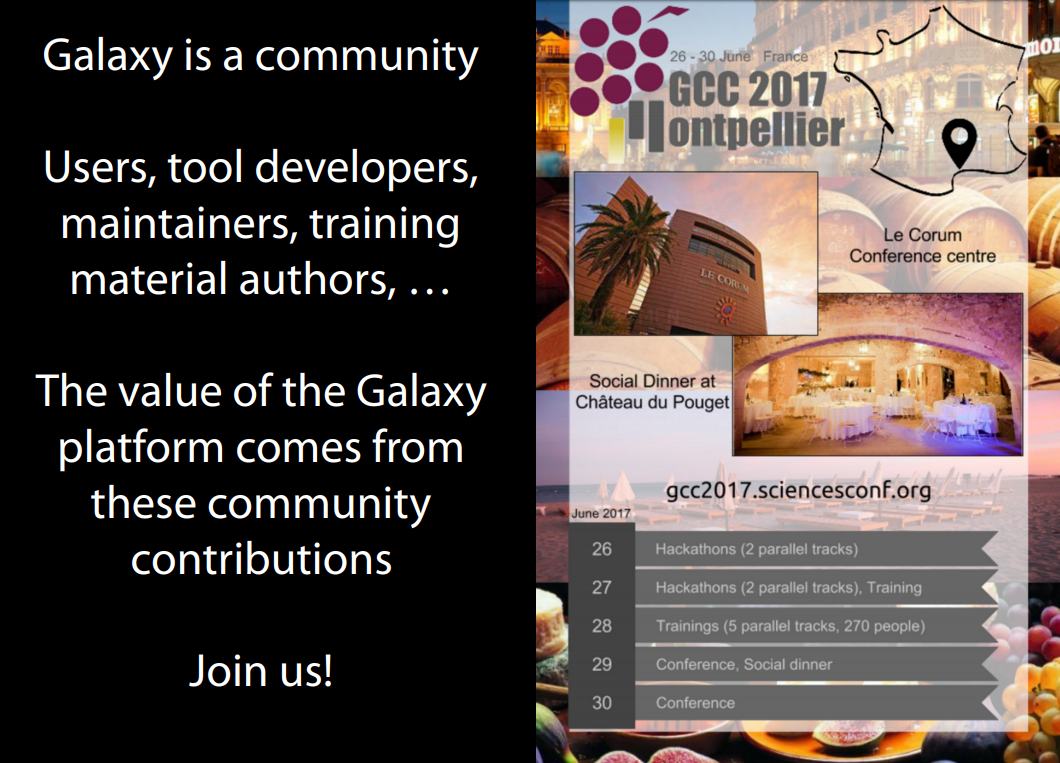 Galaxy is a community
Users, tool developers,
maintainers, training
material authors, …
The value of the Galaxy
platform comes from
these community
contributions
Join us!
26 - 30 June France
GCC 2017
Montpellier
mon
LE CORUM
Le Corum
Conference centre
Social Dinner at
Château du Pouget
gcc2017.sciencesconf.org
June 2017
26 Hackathons (2 parallel tracks)
27 Hackathons (2 parallel tracks), Training
28 Trainings (5 parallel tracks, 270 people)
29 Conference, Social dinner
30 Conference